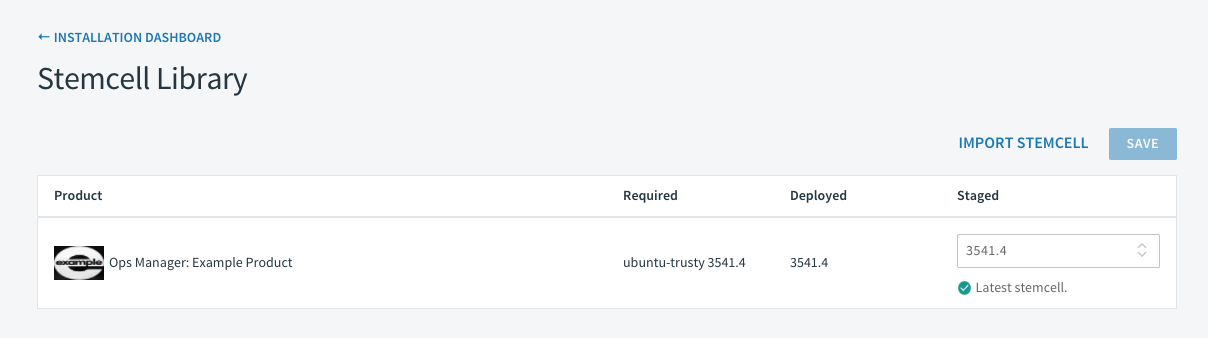 ← INSTALLATION DASHBOARD
Stemcell Library
IMPORT STEMCELL SAVE
Product Required Deployed Staged
example Ops Manager: Example Product ubuntu-trusty 3541.4 3541.4 3541.4
Latest stemcell.